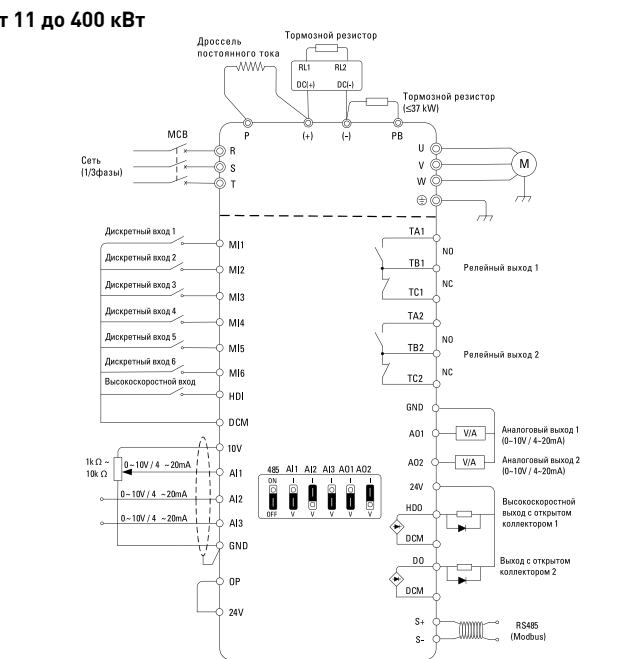 т 11 до 400 кВт
Дроссель
постоянного тока
Тормозной резистор
RL1 RL2
DC(+) DC(-)
Тормозной резистор
(≤37 kW)
P (+) (-) PB
MCB
Сеть
(1/3фазы)
R
S
T
U
V
W
M
Дискретный вход 1
MI1
Дискретный вход 2
MI2
Дискретный вход 3
MI3
Дискретный вход 4
MI4
Дискретный вход 5
MI5
Дискретный вход 6
MI6
Высокоскоростной вход
HDI
DCM
TA1
NO
TB1
Релейный выход 1
NC
TC1
TA2
NO
TB2
Релейный выход 2
NC
TC2
GND
AO1
V/A
Аналоговый выход 1
(0~10V / 4~20mA)
AO2
V/A
Аналоговый выход 2
(0~10V / 4~20mA)
24V
HDO
Высокоскоростной
выход с открытом
коллектором 1
DCM
DO
Выход с открытом
коллектором 2
DCM
S+
S-
RS485
(Modbus)
10V
1k Ω ~
10k Ω
0~10V / 4 ~20mA
AI1
0~10V / 4 ~20mA
AI2
0~10V / 4 ~20mA
AI3
GND
OP
24V
485 AI1 AI2 AI3 AO1 AO2
ON I I I I I
OFF V V V V V